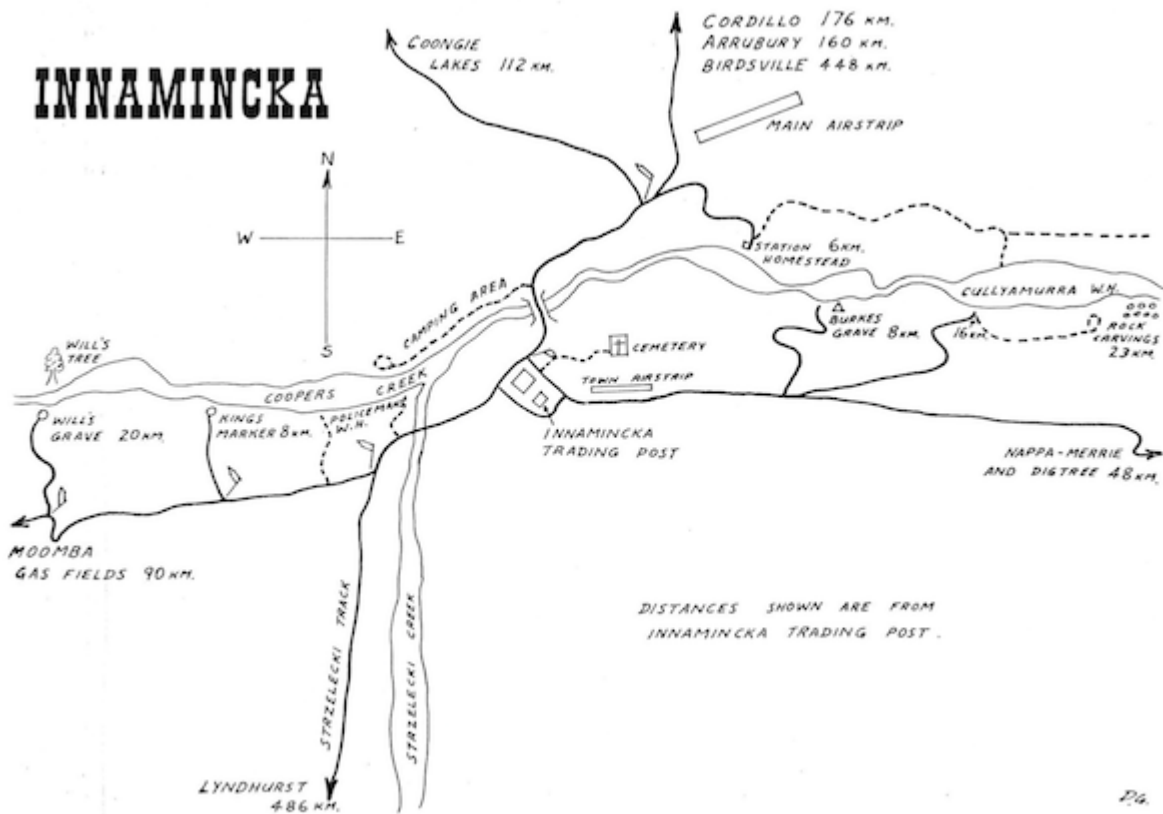 INNAMINCKA
COONGIE
LAKES 112 KM.
CORDILLO 176 KM.
ARRUBURY 160 KM.
BIRDSVILLE 448 KM.
MAIN AIRSTRIP
N
W
E
S
STATION 6KM.
HOMESTEAD
CAMPING AREA
CULLYAMURRA W.H.
BURKES
GRAVE 8KM.
16KM.
ROCK
CARVINGS
23KM.
WILL'S
TREE
CEMETERY
TOWN AIRSTRIP
COOPERS CREEK
POLICEMANS
W.H.
WILL'S
GRAVE 20KM.
KINGS
MARKER 8KM.
INNAMINCKA
TRADING POST
NAPPA-MERRIE
AND DIGTREE 48KM.
MOOMBA
GAS FIELDS 90KM.
STRZELECKI TRACK
STRZELECKI CREEK
DISTANCES SHOWN ARE FROM
INNAMINCKA TRADING POST.
LYNDHURST
486 KM.
P.G.